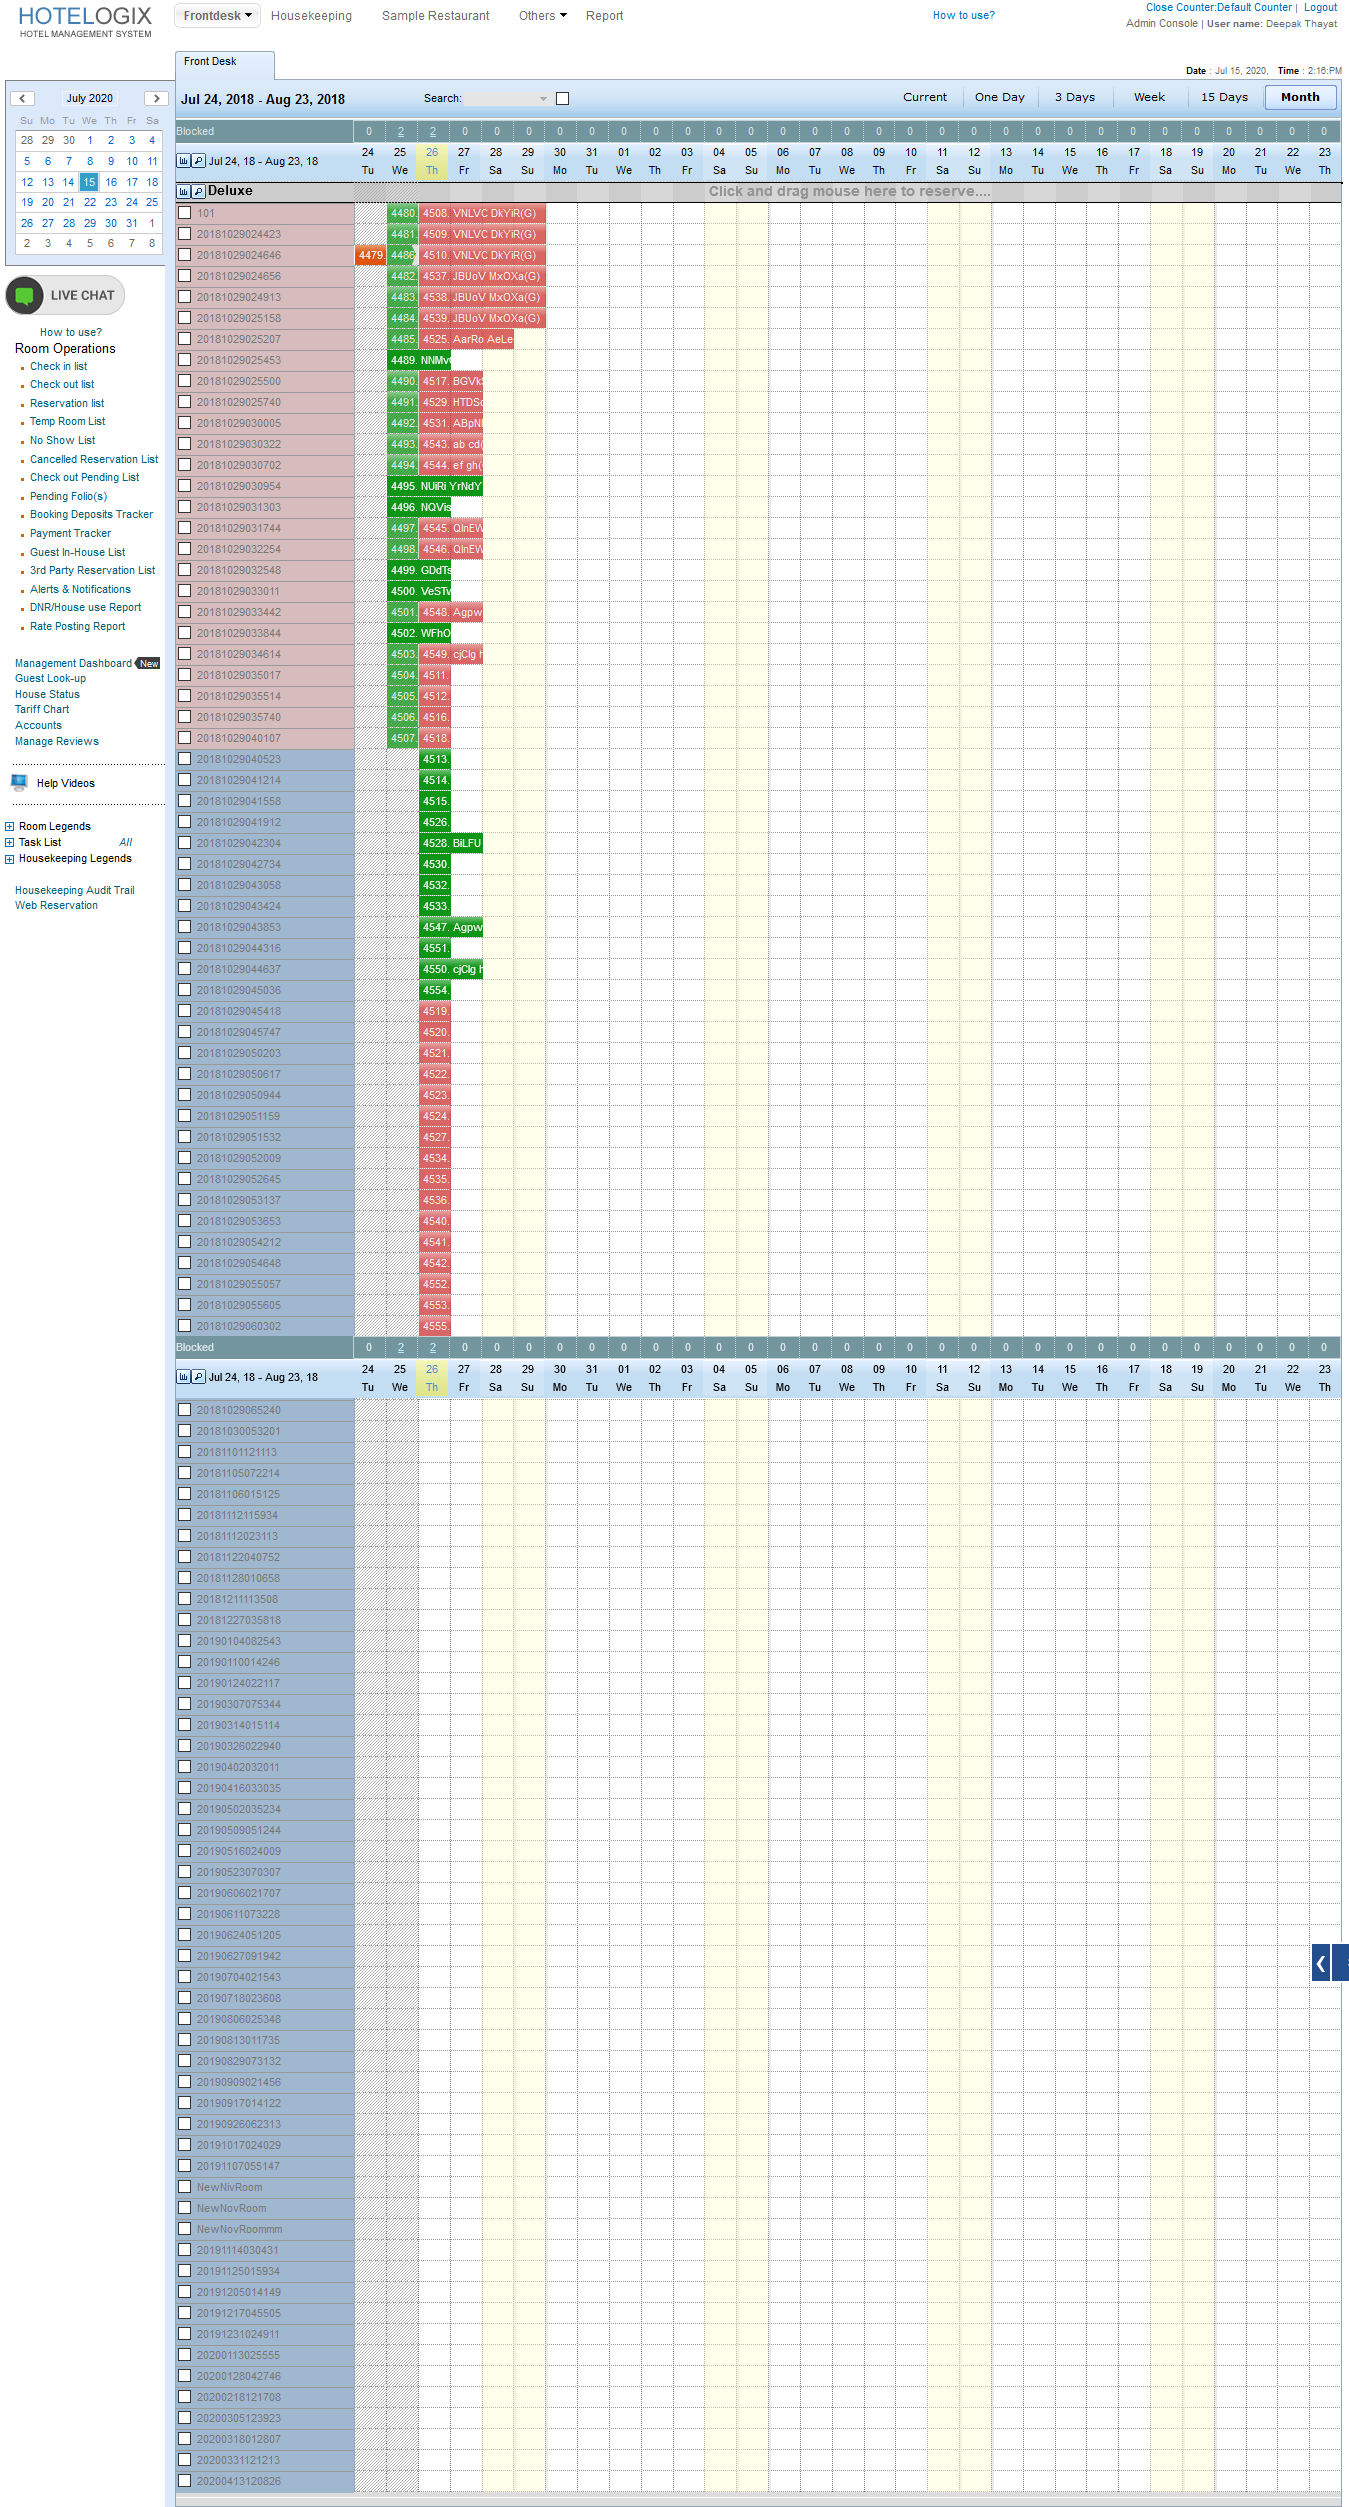 HOTELOGIX
HOTEL MANAGEMENT SYSTEM
Frontdesk Housekeeping Sample Restaurant Others Report
How to use?
Close Counter:Default Counter | Logout
Admin Console | User name: Deepak Thayat
Front Desk
Date : Jul 15, 2020, Time : 2:16:PM
Jul 24, 2018 - Aug 23, 2018
Search:
Current One Day 3 Days Week 15 Days Month
July 2020
Su Mo Tu We Th Fr Sa
28 29 30 1 2 3 4
5 6 7 8 9 10 11
12 13 14 15 16 17 18
19 20 21 22 23 24 25
26 27 28 29 30 31 1
2 3 4 5 6 7 8
LIVE CHAT
How to use?
Room Operations
Check in list
Check out list
Reservation list
Temp Room List
No Show List
Cancelled Reservation List
Check out Pending List
Pending Folio(s)
Booking Deposits Tracker
Payment Tracker
Guest In-House List
3rd Party Reservation List
Alerts & Notifications
DNR/House use Report
Rate Posting Report
Management Dashboard New
Guest Look-up
House Status
Tariff Chart
Accounts
Manage Reviews
Help Videos
Room Legends
Task List All
Housekeeping Legends
Housekeeping Audit Trail
Web Reservation
Blocked 0 2 2 0 0 0 0 0 0 0 0 0 0 0 0 0 0 0 0 0 0 0 0 0 0 0 0 0 0 0 0
24 25 26 27 28 29 30 31 01 02 03 04 05 06 07 08 09 10 11 12 13 14 15 16 17 18 19 20 21 22 23
Jul 24, 18 - Aug 23, 18
Tu We Th Fr Sa Su Mo Tu We Th Fr Sa Su Mo Tu We Th Fr Sa Su Mo Tu We Th Fr Sa Su Mo Tu We Th
Deluxe Click and drag mouse here to reserve....
101 4480. 4508. VNLVC DkYiR(G)
20181029024423 4481. 4509. VNLVC DkYiR(G)
20181029024646 4479. 4486 4510. VNLVC DkYiR(G)
20181029024656 4482. 4537. JBUoV MxOXa(G)
20181029024913 4483. 4538. JBUoV MxOXa(G)
20181029025158 4484. 4539. JBUoV MxOXa(G)
20181029025207 4485. 4525. AarRo AeLe
20181029025453 4489. NNMv
20181029025500 4490. 4517. BGVk
20181029025740 4491. 4529. HTDS
20181029030005 4492. 4531. ABpN
20181029030322 4493. 4543. ab cd(
20181029030702 4494. 4544. ef gh(
20181029030954 4495. NUiRi YrNdY
20181029031303 4496. NQVis
20181029031744 4497. 4545. QInEW
20181029032254 4498. 4546. QInEW
20181029032548 4499. GDdTs
20181029033011 4500. VeSTv
20181029033442 4501. 4548. Agpw
20181029033844 4502. WFhO
20181029034614 4503. 4549. cjClg h
20181029035017 4504. 4511.
20181029035514 4505. 4512.
20181029035740 4506. 4516.
20181029040107 4507. 4518.
20181029040523 4513.
20181029041214 4514.
20181029041558 4515.
20181029041912 4526.
20181029042304 4528. BiLFU
20181029042734 4530.
20181029043058 4532.
20181029043424 4533.
20181029043853 4547. Agpw
20181029044316 4551.
20181029044637 4550. cjClg h
20181029045036 4554.
20181029045418 4519.
20181029045747 4520.
20181029050203 4521.
20181029050617 4522.
20181029050944 4523.
20181029051159 4524.
20181029051532 4527.
20181029052009 4534.
20181029052645 4535.
20181029053137 4536.
20181029053653 4540.
20181029054212 4541.
20181029054648 4542.
20181029055057 4552.
20181029055605 4553.
20181029060302 4555.
Blocked 0 2 2 0 0 0 0 0 0 0 0 0 0 0 0 0 0 0 0 0 0 0 0 0 0 0 0 0 0 0 0
24 25 26 27 28 29 30 31 01 02 03 04 05 06 07 08 09 10 11 12 13 14 15 16 17 18 19 20 21 22 23
Jul 24, 18 - Aug 23, 18
Tu We Th Fr Sa Su Mo Tu We Th Fr Sa Su Mo Tu We Th Fr Sa Su Mo Tu We Th Fr Sa Su Mo Tu We Th
20181029065240
20181030053201
20181101121113
20181105072214
20181106015125
20181112115934
20181112023113
20181122040752
20181128010658
20181211113508
20181227035818
20190104082543
20190110014246
20190124022117
20190307075344
20190314015114
20190326022940
20190402032011
20190416033035
20190502035234
20190509051244
20190516024009
20190523070307
20190606021707
20190611073228
20190624051205
20190627091942
20190704021543
20190718023608
20190806025348
20190813011735
20190829073132
20190909021456
20190917014122
20190926062313
20191017024029
20191107055147
NewNivRoom
NewNovRoom
NewNovRoommm
20191114030431
20191125015934
20191205014149
20191217045505
20191231024911
20200113025555
20200128042746
20200218121708
20200305123923
20200318012807
20200331121213
20200413120826